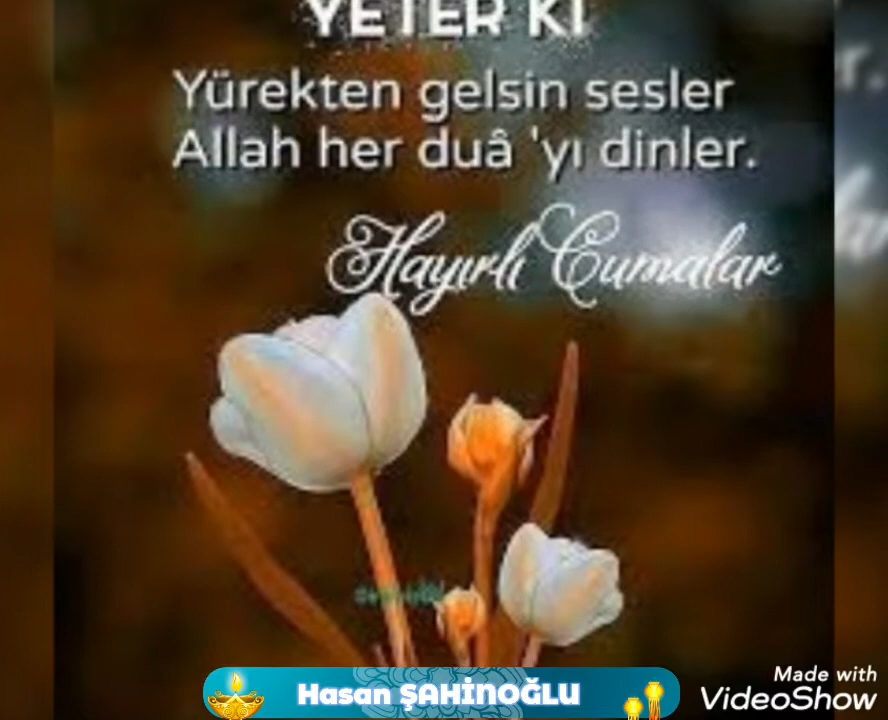 YETER Kİ
Yürekten gelsin sesler
Allah her duâ 'yı dinler.
Hayırlı Cumalar
Hasan ŞAHİNOĞLU
Made with
VideoShow